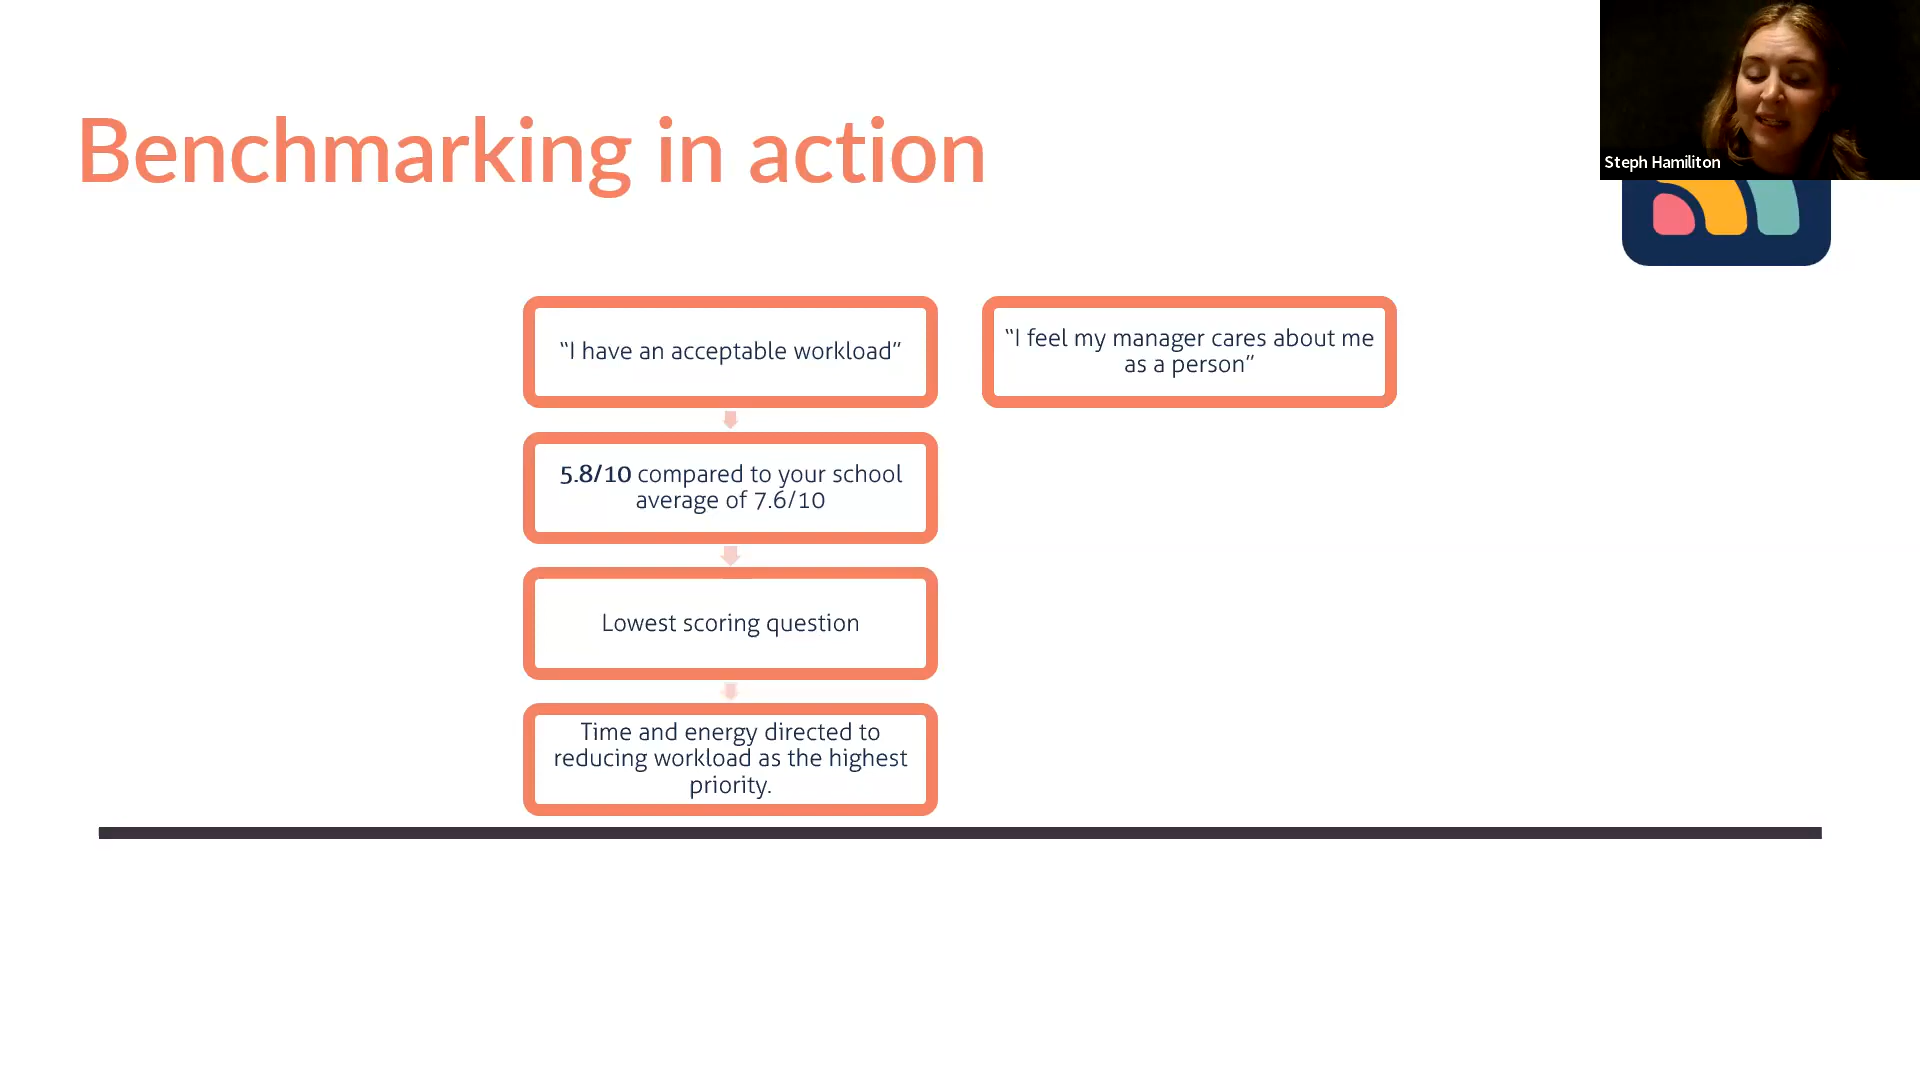 Benchmarking in action
Steph Hamiliton
“I have an acceptable workload”
“I feel my manager cares about me
as a person”
5.8/10 compared to your school
average of 7.6/10
Lowest scoring question
Time and energy directed to
reducing workload as the highest
priority.